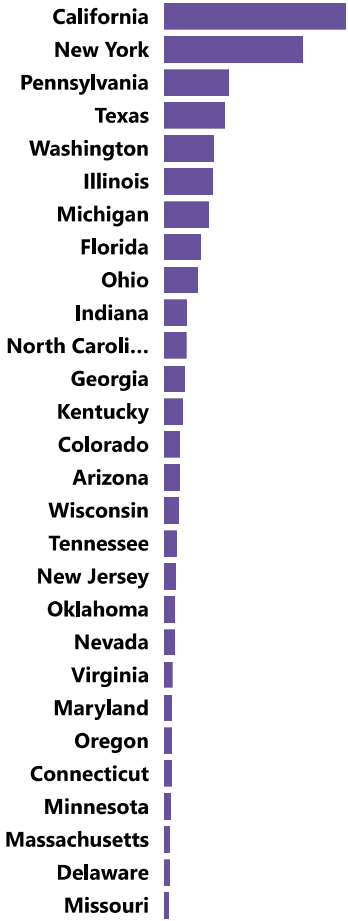 California
New York
Pennsylvania
Texas
Washington
Illinois
Michigan
Florida
Ohio
Indiana
North Caroli...
Georgia
Kentucky
Colorado
Arizona
Wisconsin
Tennessee
New Jersey
Oklahoma
Nevada
Virginia
Maryland
Oregon
Connecticut
Minnesota
Massachusetts
Delaware
Missouri